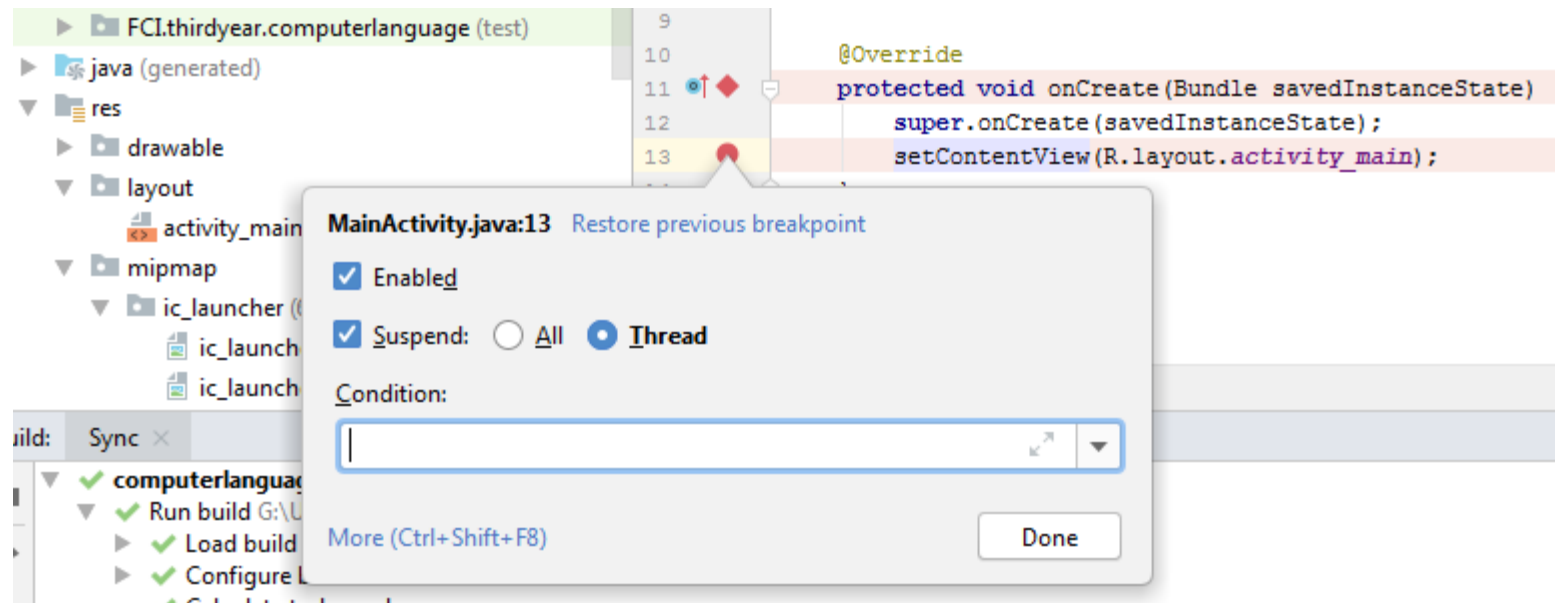 FCI.thirdyear.computerlanguage (test)
java (generated)
res
drawable
layout
activity_main
mipmap
ic_launcher
ic_launch
ic_launch
9
10 @Override
11 protected void onCreate(Bundle savedInstanceState)
12 super.onCreate(savedInstanceState);
13 setContentView(R.layout.activity_main);
MainActivity.java:13 Restore previous breakpoint
Enabled
Suspend: All Thread
Condition:
More (Ctrl+Shift+F8) Done
Sync
computerlanguag
Run build G:\U
Load build
Configure